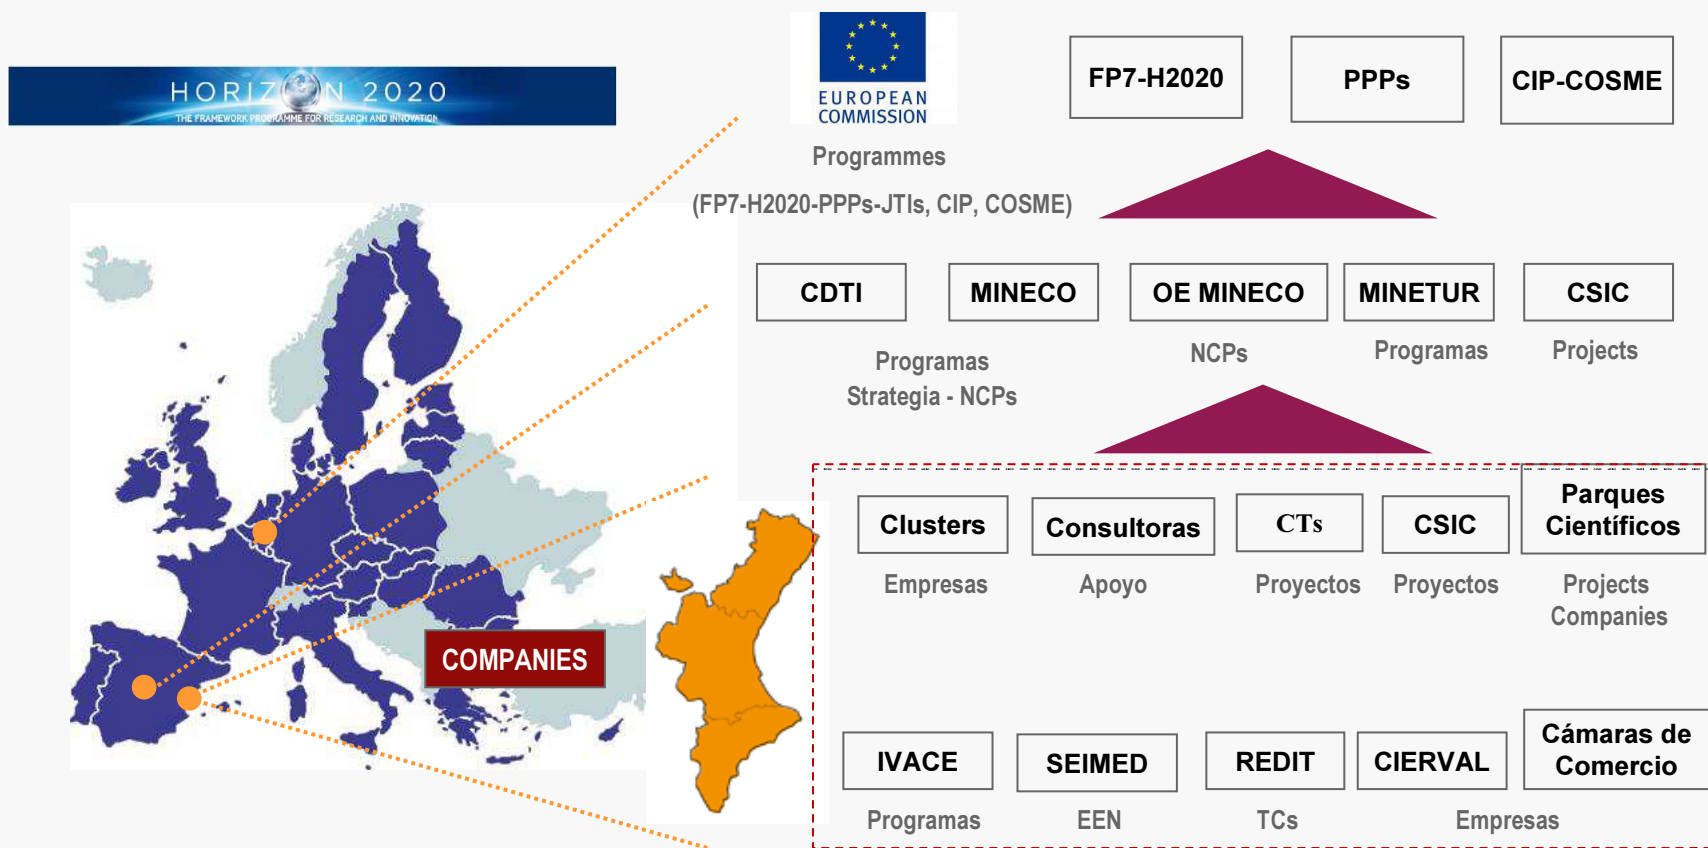 HORIZON 2020
THE FRAMEWORK PROGRAMME FOR RESEARCH AND INNOVATION
EUROPEAN
COMMISSION
Programmes
(FP7-H2020-PPPs-JTIs, CIP, COSME)
FP7-H2020
PPPs
CIP-COSME
CDTI
MINECO
OE MINECO
MINETUR
CSIC
Programas
Strategia - NCPs
NCPs
Programas
Projects
COMPANIES
Clusters
Consultoras
CTs
CSIC
Parques
Científicos
Empresas
Apoyo
Proyectos
Proyectos
Projects
Companies
IVACE
SEIMED
REDIT
CIERVAL
Cámaras de
Comercio
Programas
EEN
TCs
Empresas